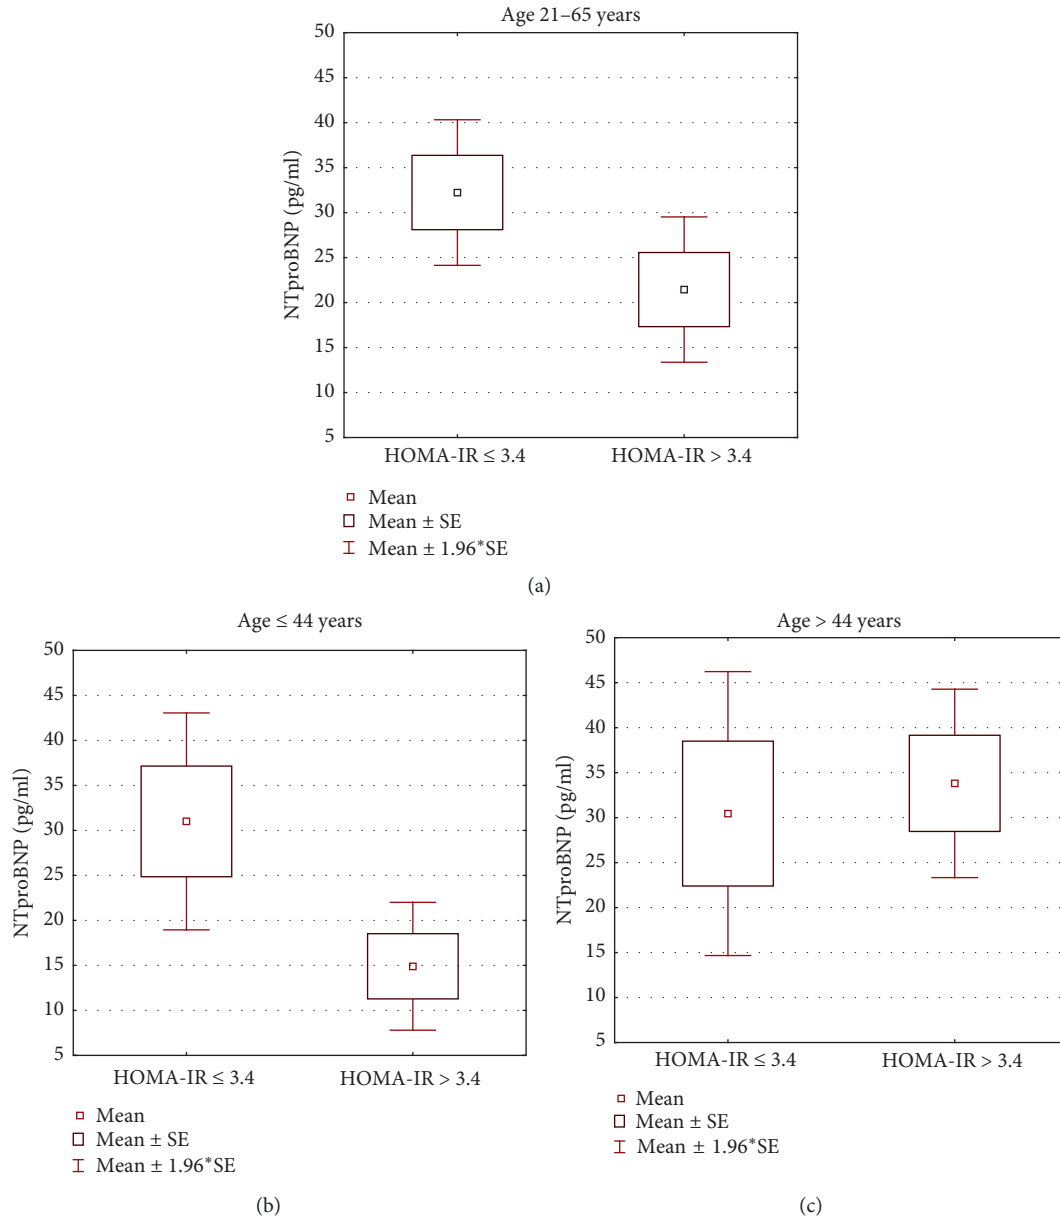 Age 21–65 years
50
45
40
35
30
25
20
15
10
5
NTproBNP (pg/ml)
HOMA-IR ≤ 3.4 HOMA-IR > 3.4
Mean
Mean ± SE
Mean ± 1.96*SE
(a)
Age ≤ 44 years
50
45
40
35
30
25
20
15
10
5
NTproBNP (pg/ml)
HOMA-IR ≤ 3.4 HOMA-IR > 3.4
Mean
Mean ± SE
Mean ± 1.96*SE
(b)
Age > 44 years
50
45
40
35
30
25
20
15
10
5
NTproBNP (pg/ml)
HOMA-IR ≤ 3.4 HOMA-IR > 3.4
Mean
Mean ± SE
Mean ± 1.96*SE
(c)